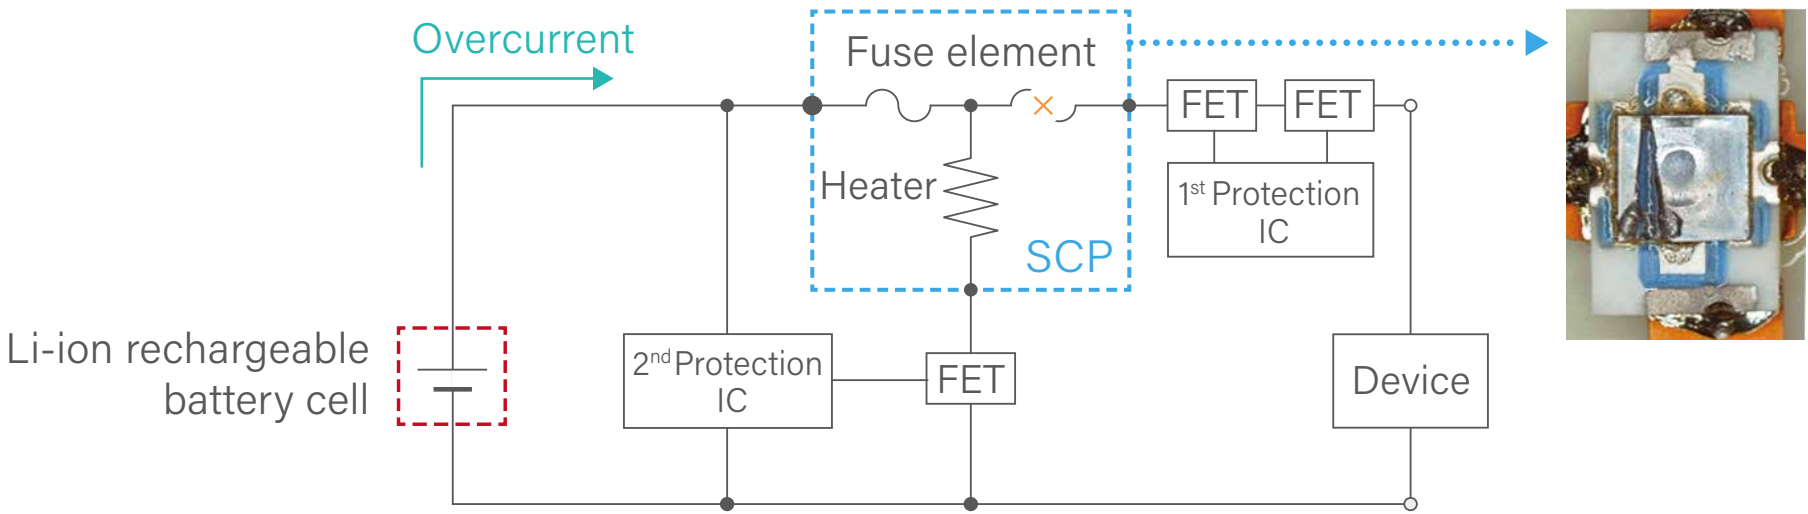 Overcurrent
Fuse element
FET
FET
Heater
1st Protection
IC
SCP
Li-ion rechargeable
battery cell
2nd Protection
IC
FET
Device